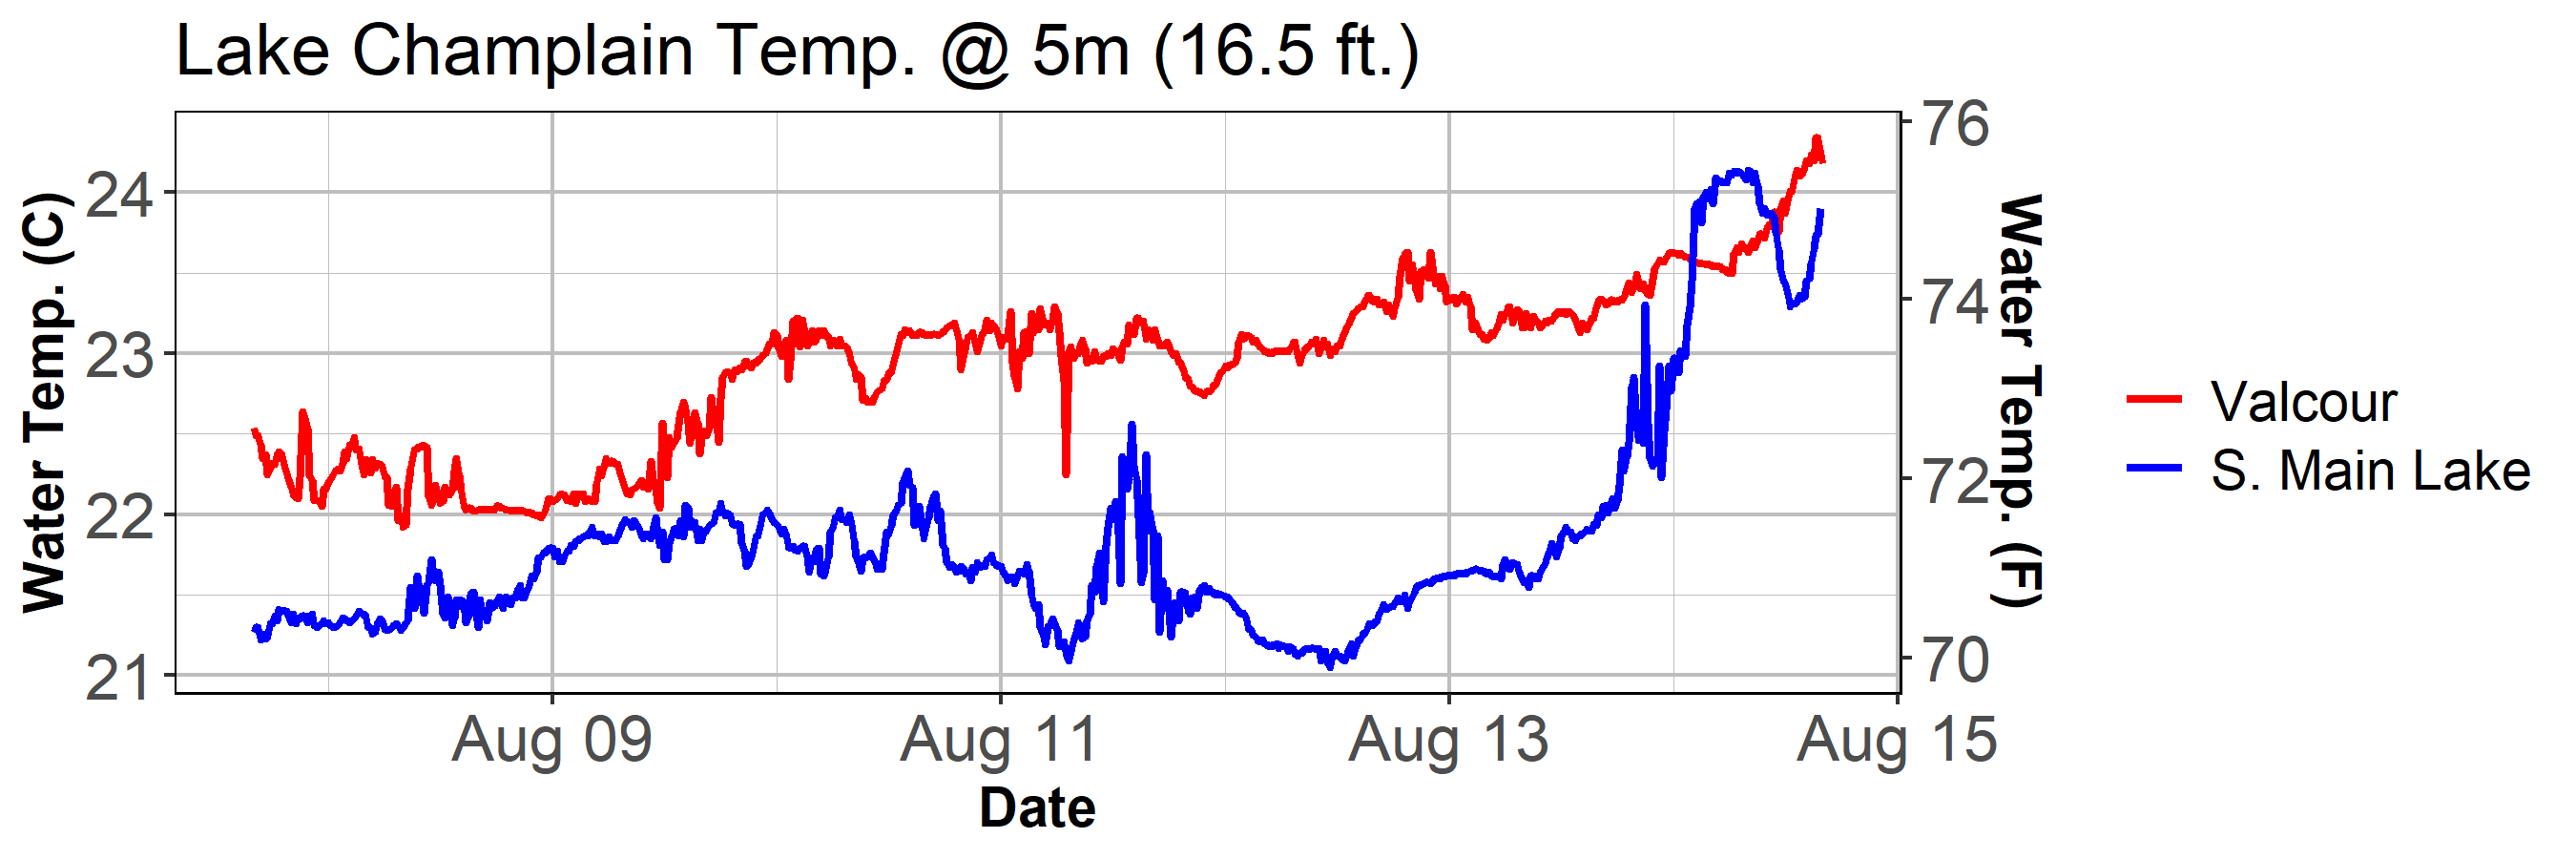 Lake Champlain Temp. @ 5m (16.5 ft.)
Water Temp. (C)
24
23
22
21
76
74
72
70
Water Temp. (F)
Aug 09
Aug 11
Aug 13
Aug 15
Date
Valcour
S. Main Lake